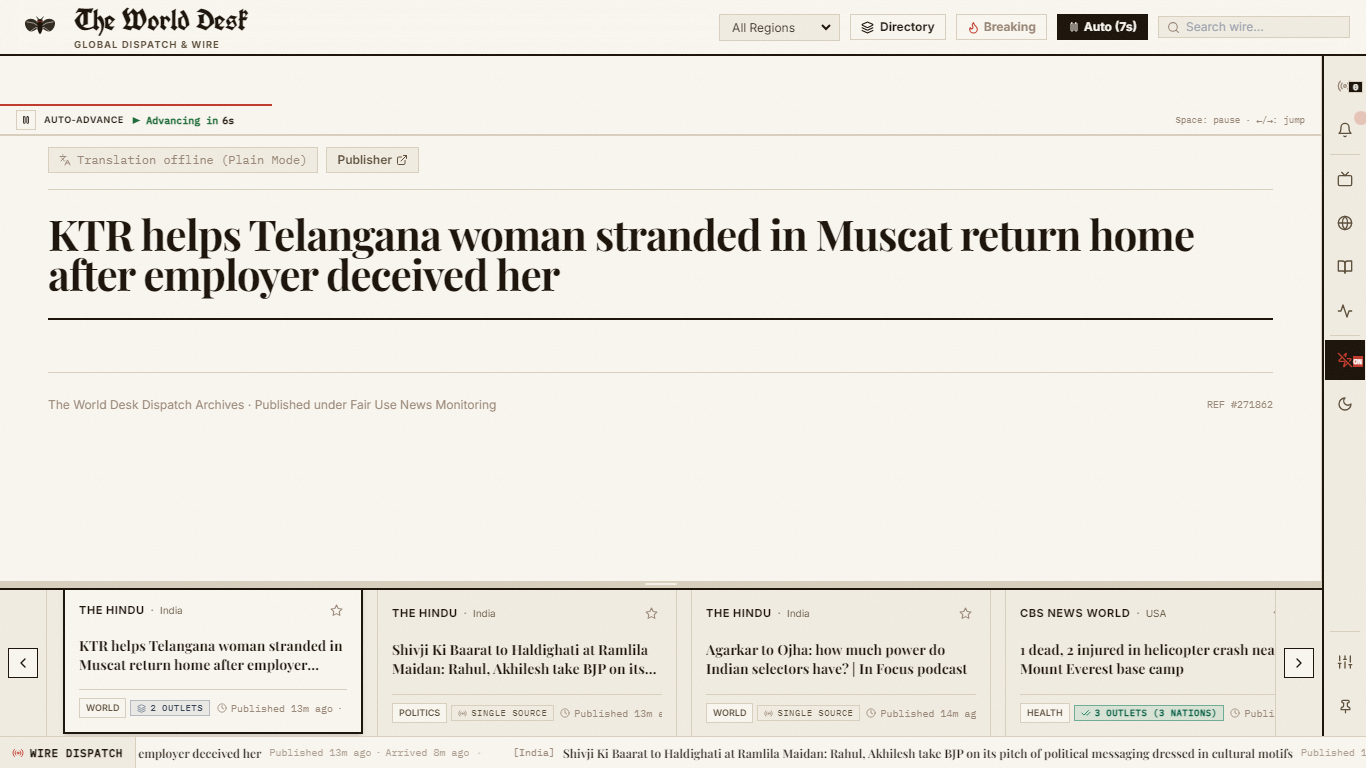 The World Desk
GLOBAL DISPATCH & WIRE
All Regions
Directory
Breaking
Auto (7s)
Search wire...
0
AUTO-ADVANCE
▶ Advancing in 6s
Space: pause · ←/→: jump
Translation offline (Plain Mode)
Publisher
KTR helps Telangana woman stranded in Muscat return home
after employer deceived her
The World Desk Dispatch Archives · Published under Fair Use News Monitoring
REF #271862
ON
THE HINDU · India
KTR helps Telangana woman stranded in
Muscat return home after employer...
WORLD
2 OUTLETS
Published 13m ago ·
THE HINDU · India
Shivji Ki Baarat to Haldighati at Ramlila
Maidan: Rahul, Akhilesh take BJP on its...
POLITICS
SINGLE SOURCE
Published 13m a
THE HINDU · India
Agarkar to Ojha: how much power do
Indian selectors have? | In Focus podcast
WORLD
SINGLE SOURCE
Published 14m ag
CBS NEWS WORLD · USA
1 dead, 2 injured in helicopter crash nea
Mount Everest base camp
HEALTH
3 OUTLETS (3 NATIONS)
Publi
WIRE DISPATCH
employer deceived her Published 13m ago · Arrived 8m ago ·
[India] Shivji Ki Baarat to Haldighati at Ramlila Maidan: Rahul, Akhilesh take BJP on its pitch of political messaging dressed in cultural motifs Published 1